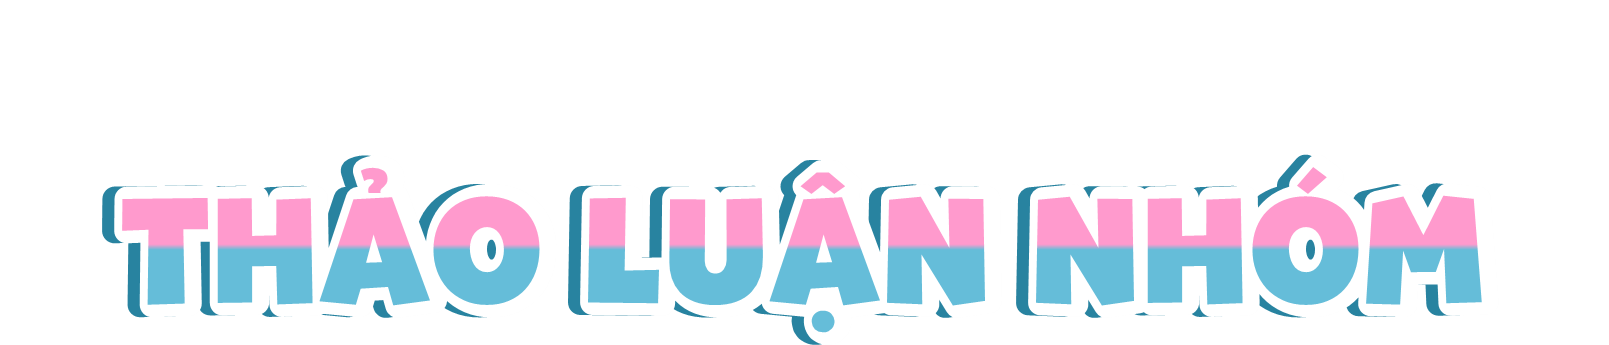 THẢO LUẬN NHÓM